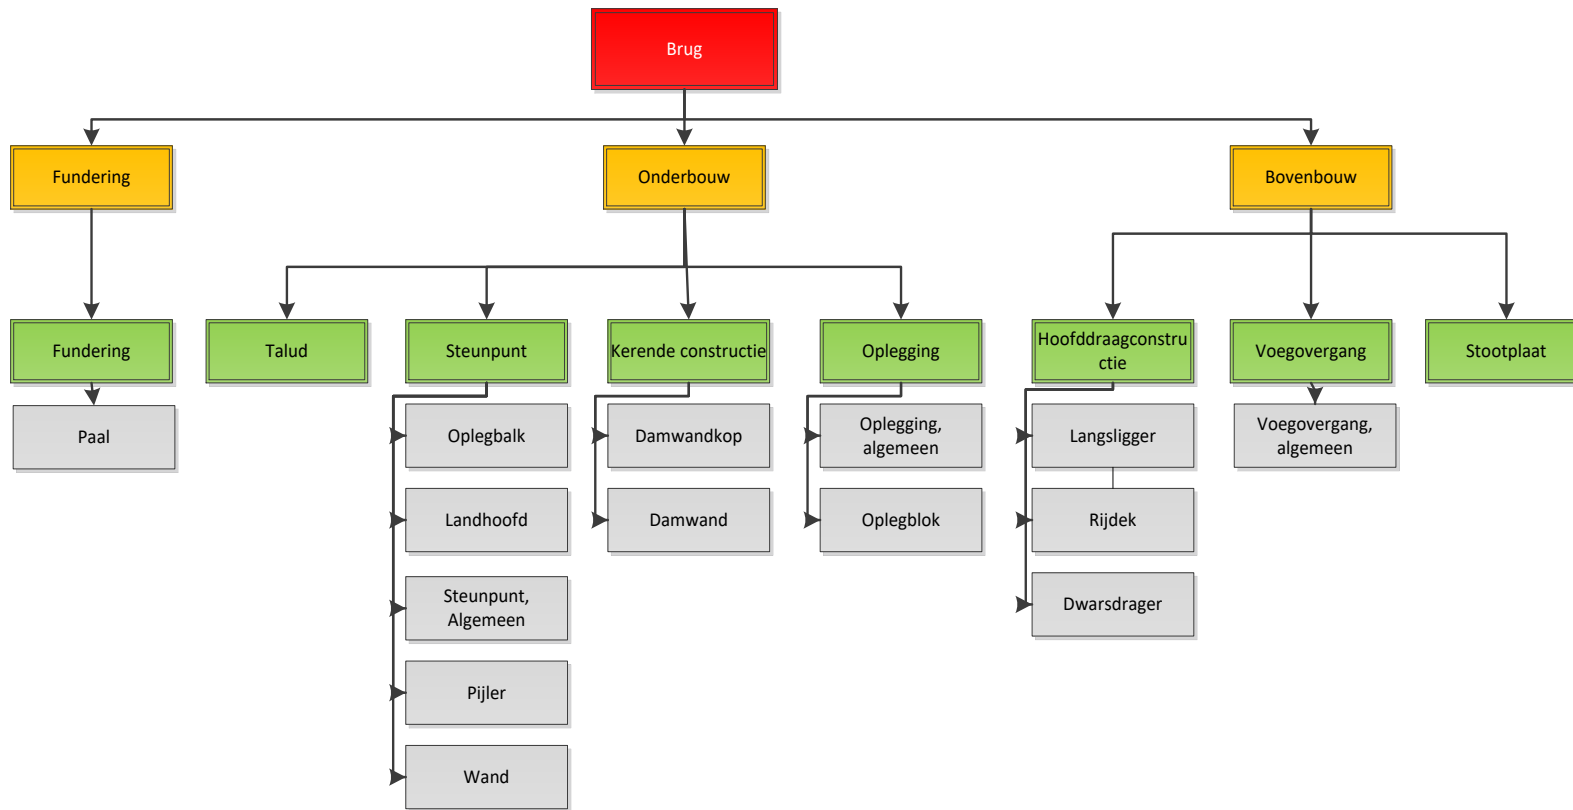 Brug
Fundering
Onderbouw
Bovenbouw
Fundering
Talud
Steunpunt
Kerende constructie
Oplegging
Hoofddraagconstru
ctie
Voegovergang
Stootplaat
Paal
Oplegbalk
Damwandkop
Oplegging,
algemeen
Langsligger
Voegovergang,
algemeen
Landhoofd
Damwand
Oplegblok
Rijdek
Steunpunt,
Algemeen
Dwarsdrager
Pijler
Wand